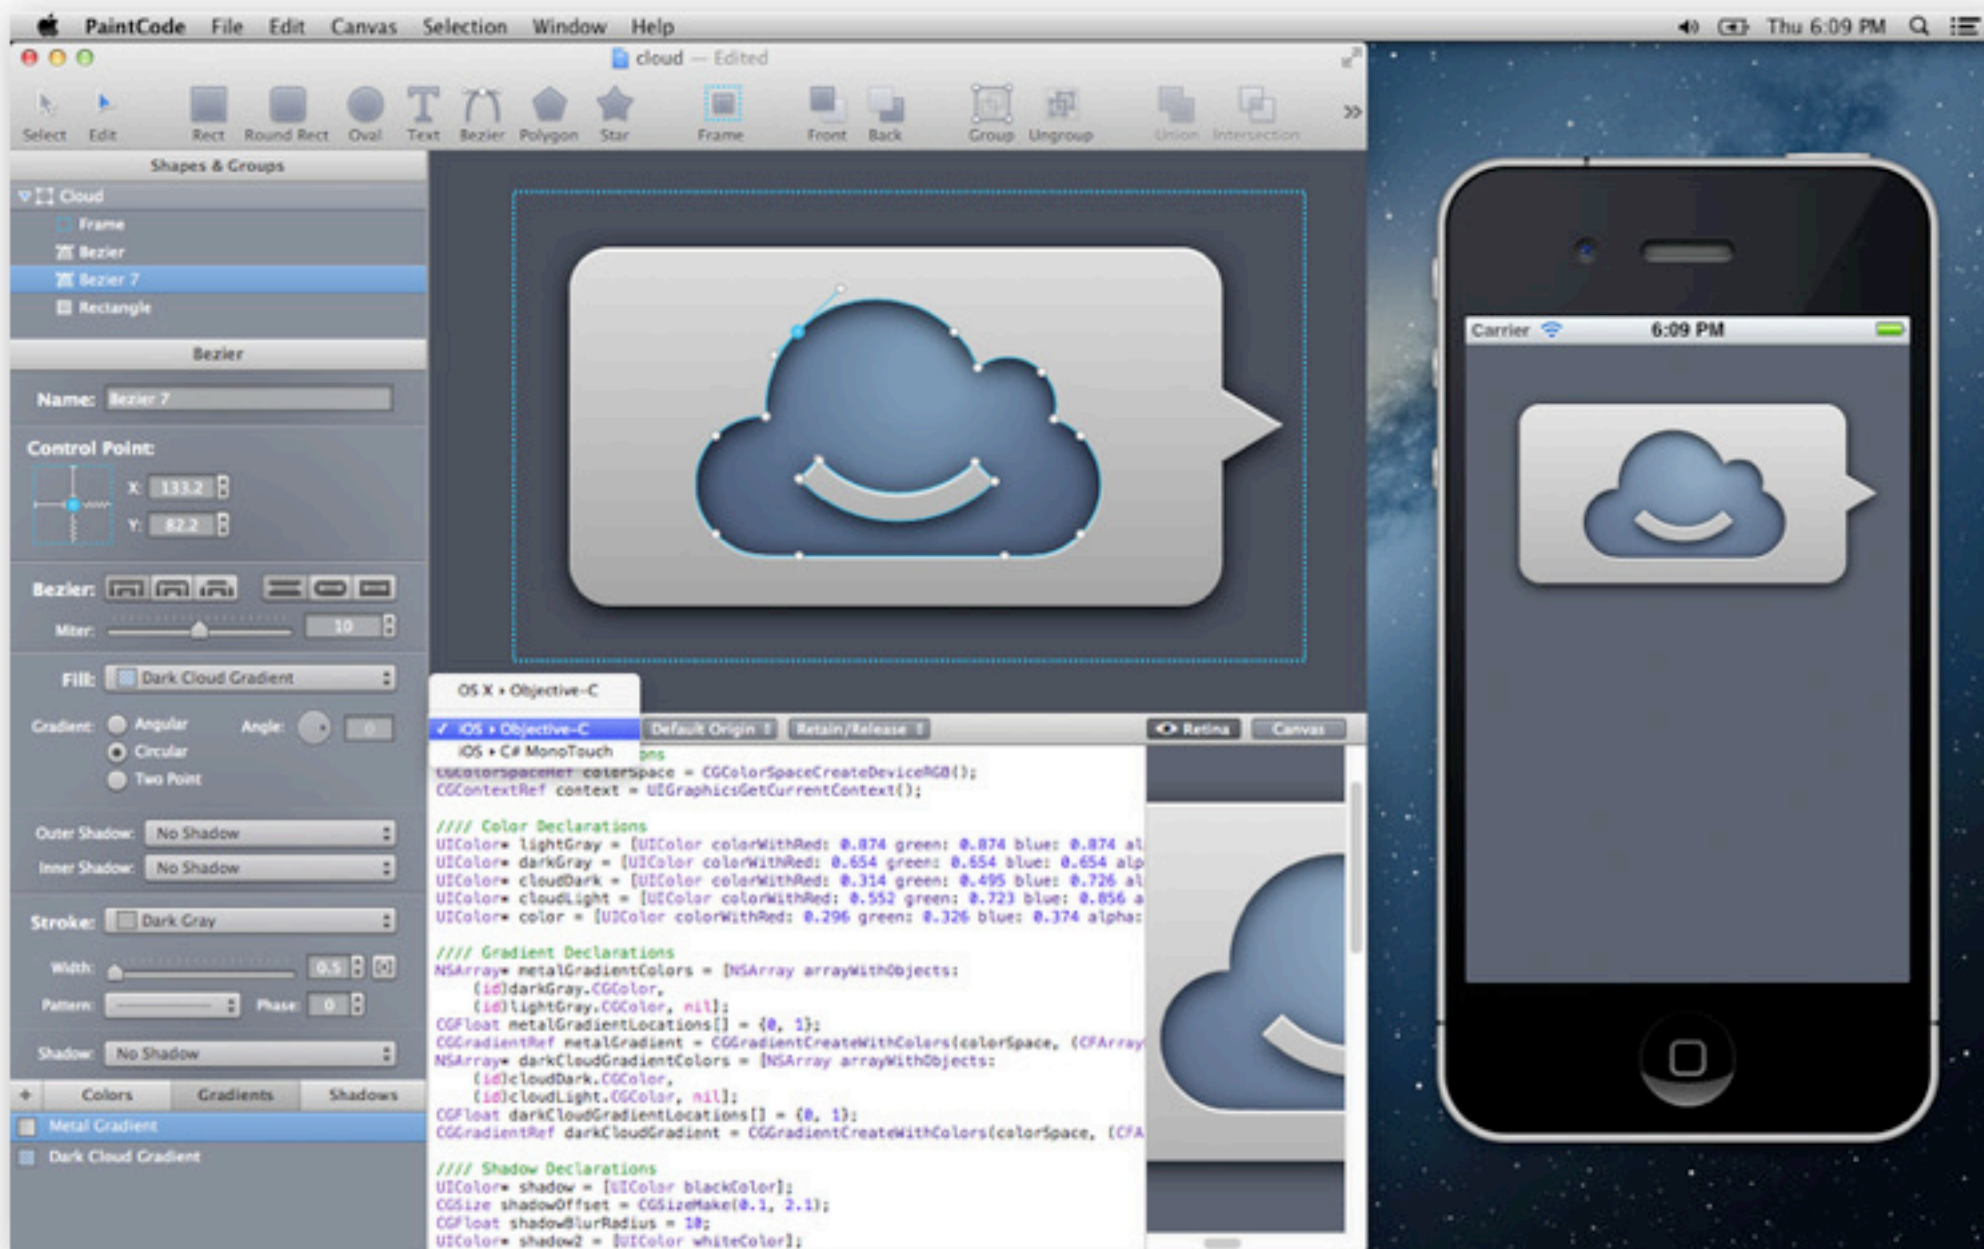 PaintCode File Edit Canvas Selection Window Help
Thu 6:09 PM
cloud — Edited
Select Edit Rect Round Rect Oval Text Bezier Polygon Star Frame Front Back Group Ungroup Union Intersection
Shapes & Groups
Cloud
Frame
Bezier
Bezier 7
Rectangle
Bezier
Name: Bezier 7
Control Point:
X: 133.2
Y: 82.2
Bezier:
Miter: 10
Fill: Dark Cloud Gradient
Gradient: Angular Angle: 0
Circular
Two Point
Outer Shadow: No Shadow
Inner Shadow: No Shadow
Stroke: Dark Gray
Width: 0.5
Pattern: Phase: 0
Shadow: No Shadow
+ Colors Gradients Shadows
Metal Gradient
Dark Cloud Gradient
OS X ▸ Objective-C
✓ iOS ▸ Objective-C
iOS ▸ C# MonoTouch
Default Origin Retain/Release Retina Canvas
CGColorSpaceRef colorSpace = CGColorSpaceCreateDeviceRGB();
CGContextRef context = UIGraphicsGetCurrentContext();
//// Color Declarations
UIColor* lightGray = [UIColor colorWithRed: 0.874 green: 0.874 blue: 0.874 al
UIColor* darkGray = [UIColor colorWithRed: 0.654 green: 0.654 blue: 0.654 alp
UIColor* cloudDark = [UIColor colorWithRed: 0.314 green: 0.495 blue: 0.726 al
UIColor* cloudLight = [UIColor colorWithRed: 0.552 green: 0.723 blue: 0.856 a
UIColor* color = [UIColor colorWithRed: 0.296 green: 0.326 blue: 0.374 alpha:
//// Gradient Declarations
NSArray* metalGradientColors = [NSArray arrayWithObjects:
(id)darkGray.CGColor,
(id)lightGray.CGColor, nil];
CGFloat metalGradientLocations[] = {0, 1};
CGGradientRef metalGradient = CGGradientCreateWithColors(colorSpace, (CFArray
NSArray* darkCloudGradientColors = [NSArray arrayWithObjects:
(id)cloudDark.CGColor,
(id)cloudLight.CGColor, nil];
CGFloat darkCloudGradientLocations[] = {0, 1};
CGGradientRef darkCloudGradient = CGGradientCreateWithColors(colorSpace, (CFA
//// Shadow Declarations
UIColor* shadow = [UIColor blackColor];
CGSize shadowOffset = CGSizeMake(0.1, 2.1);
CGFloat shadowBlurRadius = 10;
UIColor* shadow2 = [UIColor whiteColor];
Carrier 6:09 PM